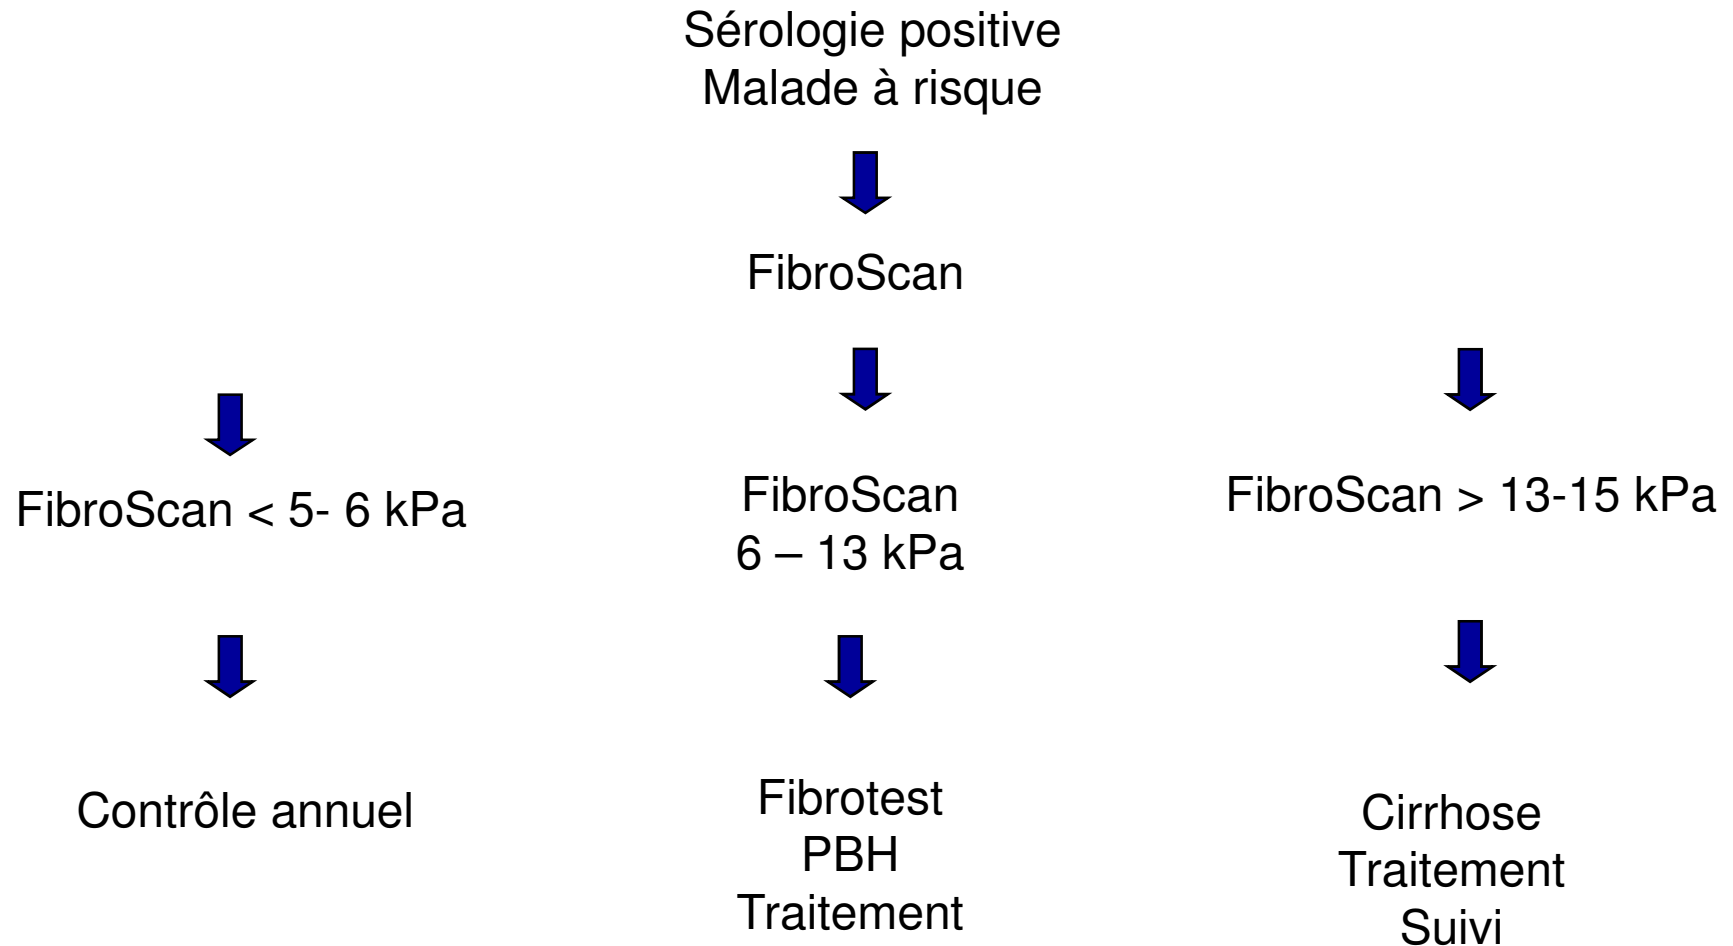 Sérologie positive
Malade à risque
FibroScan
FibroScan < 5- 6 kPa
FibroScan
6 – 13 kPa
FibroScan > 13-15 kPa
Contrôle annuel
Fibrotest
PBH
Traitement
Cirrhose
Traitement
Suivi